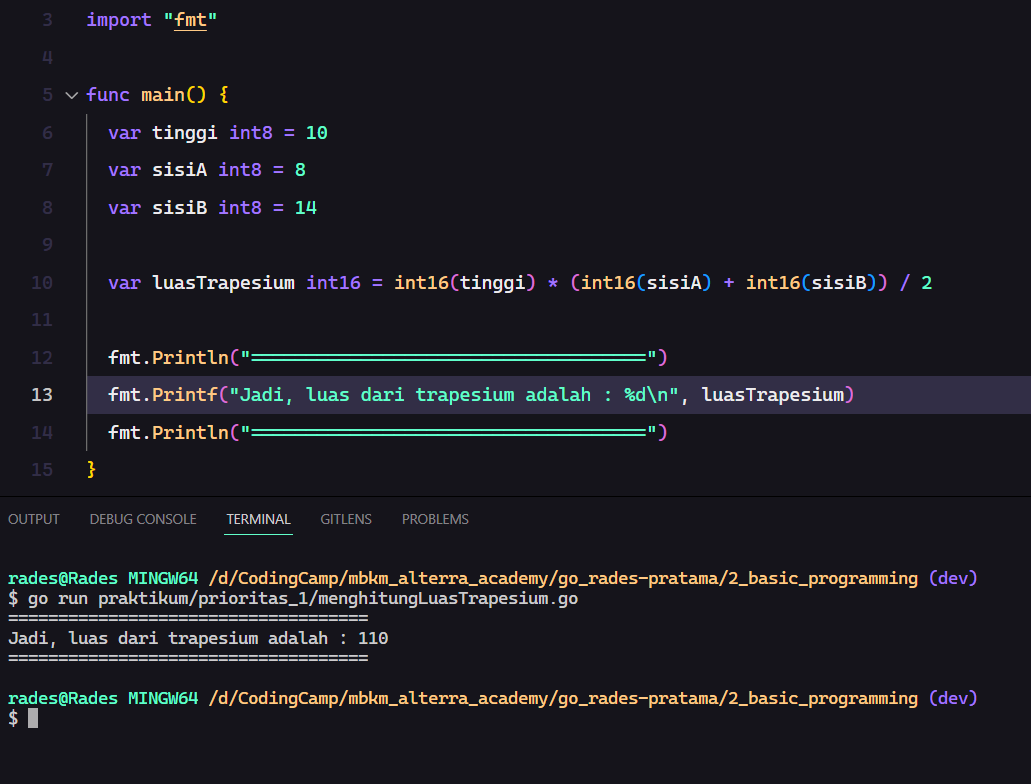 3 import "fmt"
4
5 func main() {
6 var tinggi int8 = 10
7 var sisiA int8 = 8
8 var sisiB int8 = 14
9
10 var luasTrapesium int16 = int16(tinggi) * (int16(sisiA) + int16(sisiB)) / 2
11
12 fmt.Println("====================================")
13 fmt.Printf("Jadi, luas dari trapesium adalah : %d\n", luasTrapesium)
14 fmt.Println("====================================")
15 }
OUTPUT DEBUG CONSOLE TERMINAL GITLENS PROBLEMS
rades@Rades MINGW64 /d/CodingCamp/mbkm_alterra_academy/go_rades-pratama/2_basic_programming (dev)
$ go run praktikum/prioritas_1/menghitungLuasTrapesium.go
====================================
Jadi, luas dari trapesium adalah : 110
====================================
rades@Rades MINGW64 /d/CodingCamp/mbkm_alterra_academy/go_rades-pratama/2_basic_programming (dev)
$